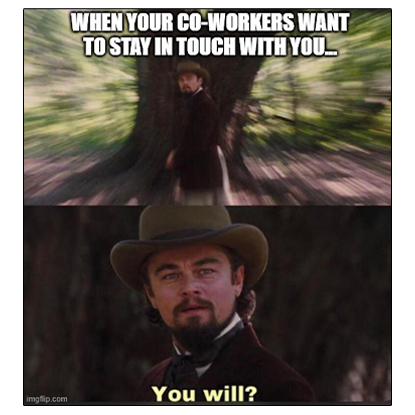 WHEN YOUR CO-WORKERS WANT
TO STAY IN TOUCH WITH YOU...
You will?
imgflip.com